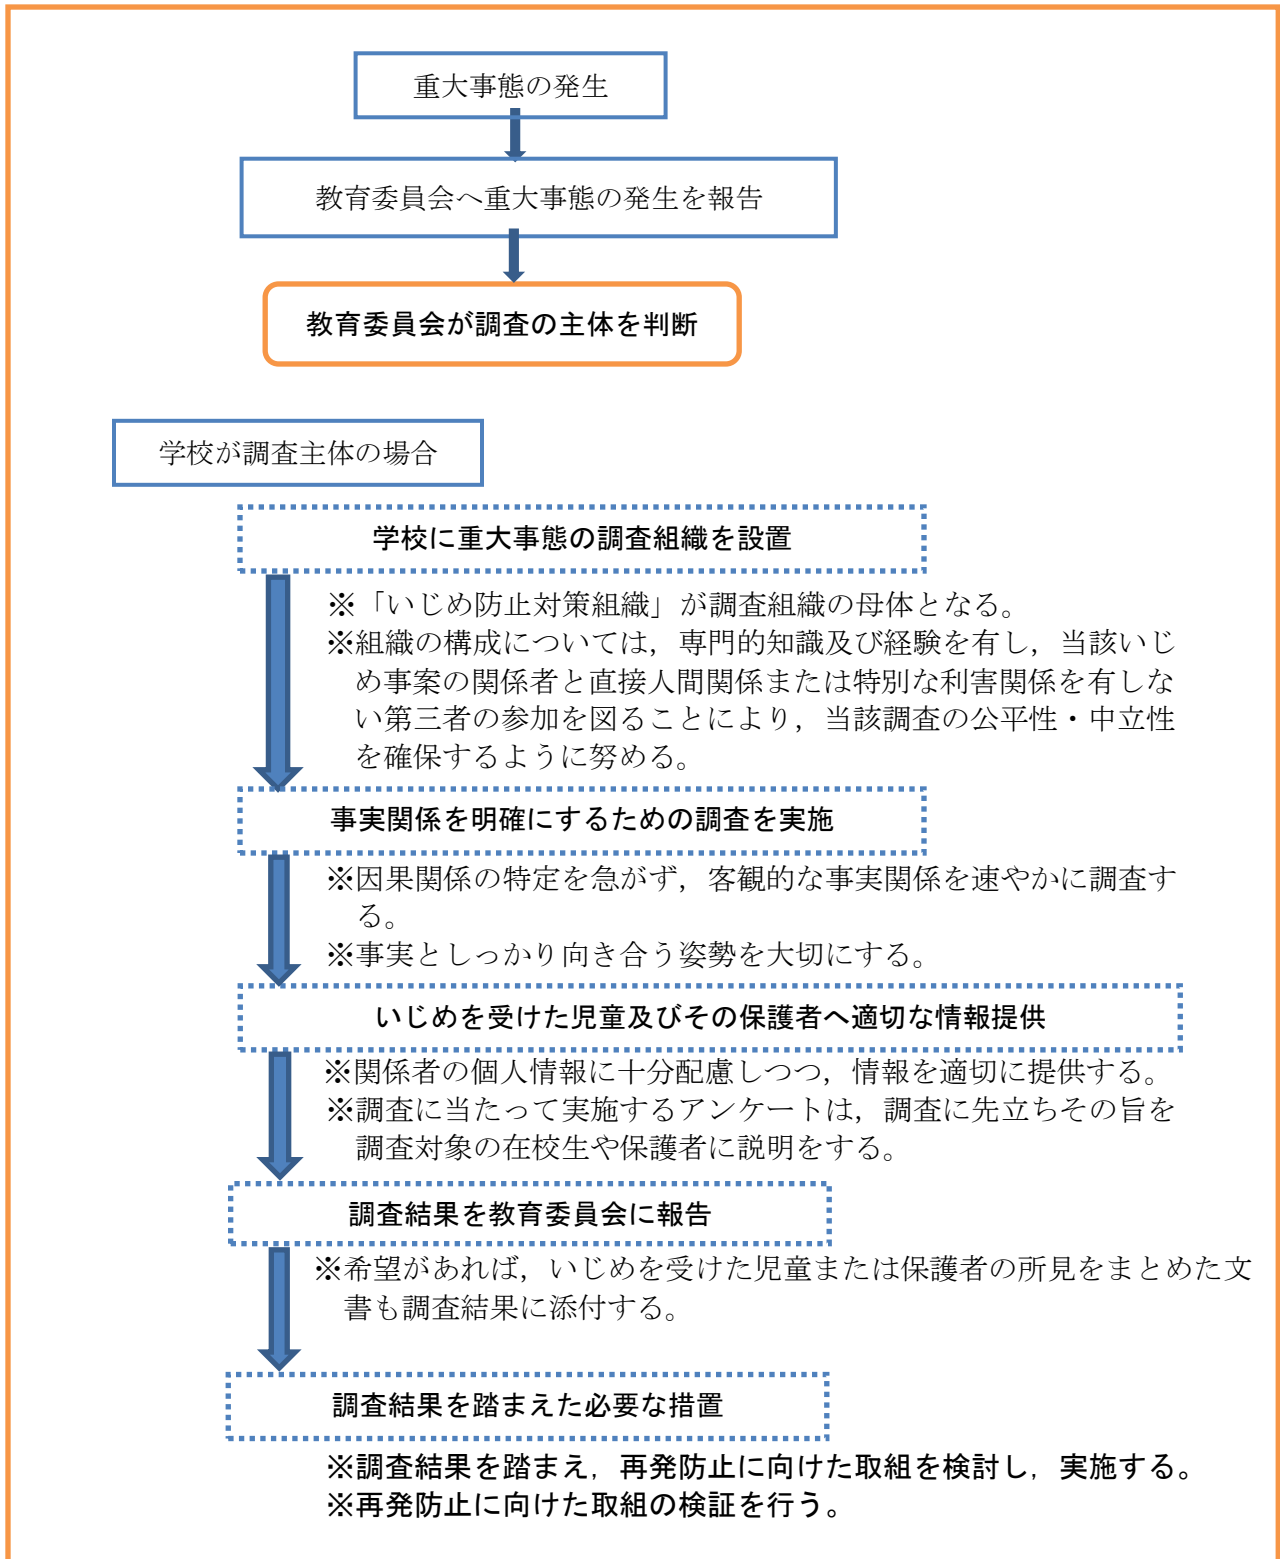 重大事態の発生
教育委員会へ重大事態の発生を報告
教育委員会が調査の主体を判断
学校が調査主体の場合
学校に重大事態の調査組織を設置
※「いじめ防止対策組織」が調査組織の母体となる。
※組織の構成については，専門的知識及び経験を有し，当該いじ
め事案の関係者と直接人間関係または特別な利害関係を有しな
い第三者の参加を図ることにより，当該調査の公平性・中立性
を確保するように努める。
事実関係を明確にするための調査を実施
※因果関係の特定を急がず，客観的な事実関係を速やかに調査す
る。
※事実としっかり向き合う姿勢を大切にする。
いじめを受けた児童及びその保護者へ適切な情報提供
※関係者の個人情報に十分配慮しつつ，情報を適切に提供する。
※調査に当たって実施するアンケートは，調査に先立ちその旨を
調査対象の在校生や保護者に説明をする。
調査結果を教育委員会に報告
※希望があれば，いじめを受けた児童または保護者の所見をまとめた文
書も調査結果に添付する。
調査結果を踏まえた必要な措置
※調査結果を踏まえ，再発防止に向けた取組を検討し，実施する。
※再発防止に向けた取組の検証を行う。